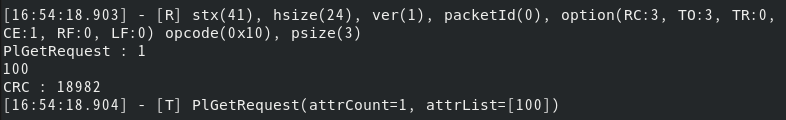 [16:54:18.903] - [R] stx(41), hsize(24), ver(1), packetId(0), option(RC:3, TO:3, TR:0,
CE:1, RF:0, LF:0) opcode(0x10), psize(3)
PlGetRequest : 1
100
CRC : 18982
[16:54:18.904] - [T] PlGetRequest(attrCount=1, attrList=[100])